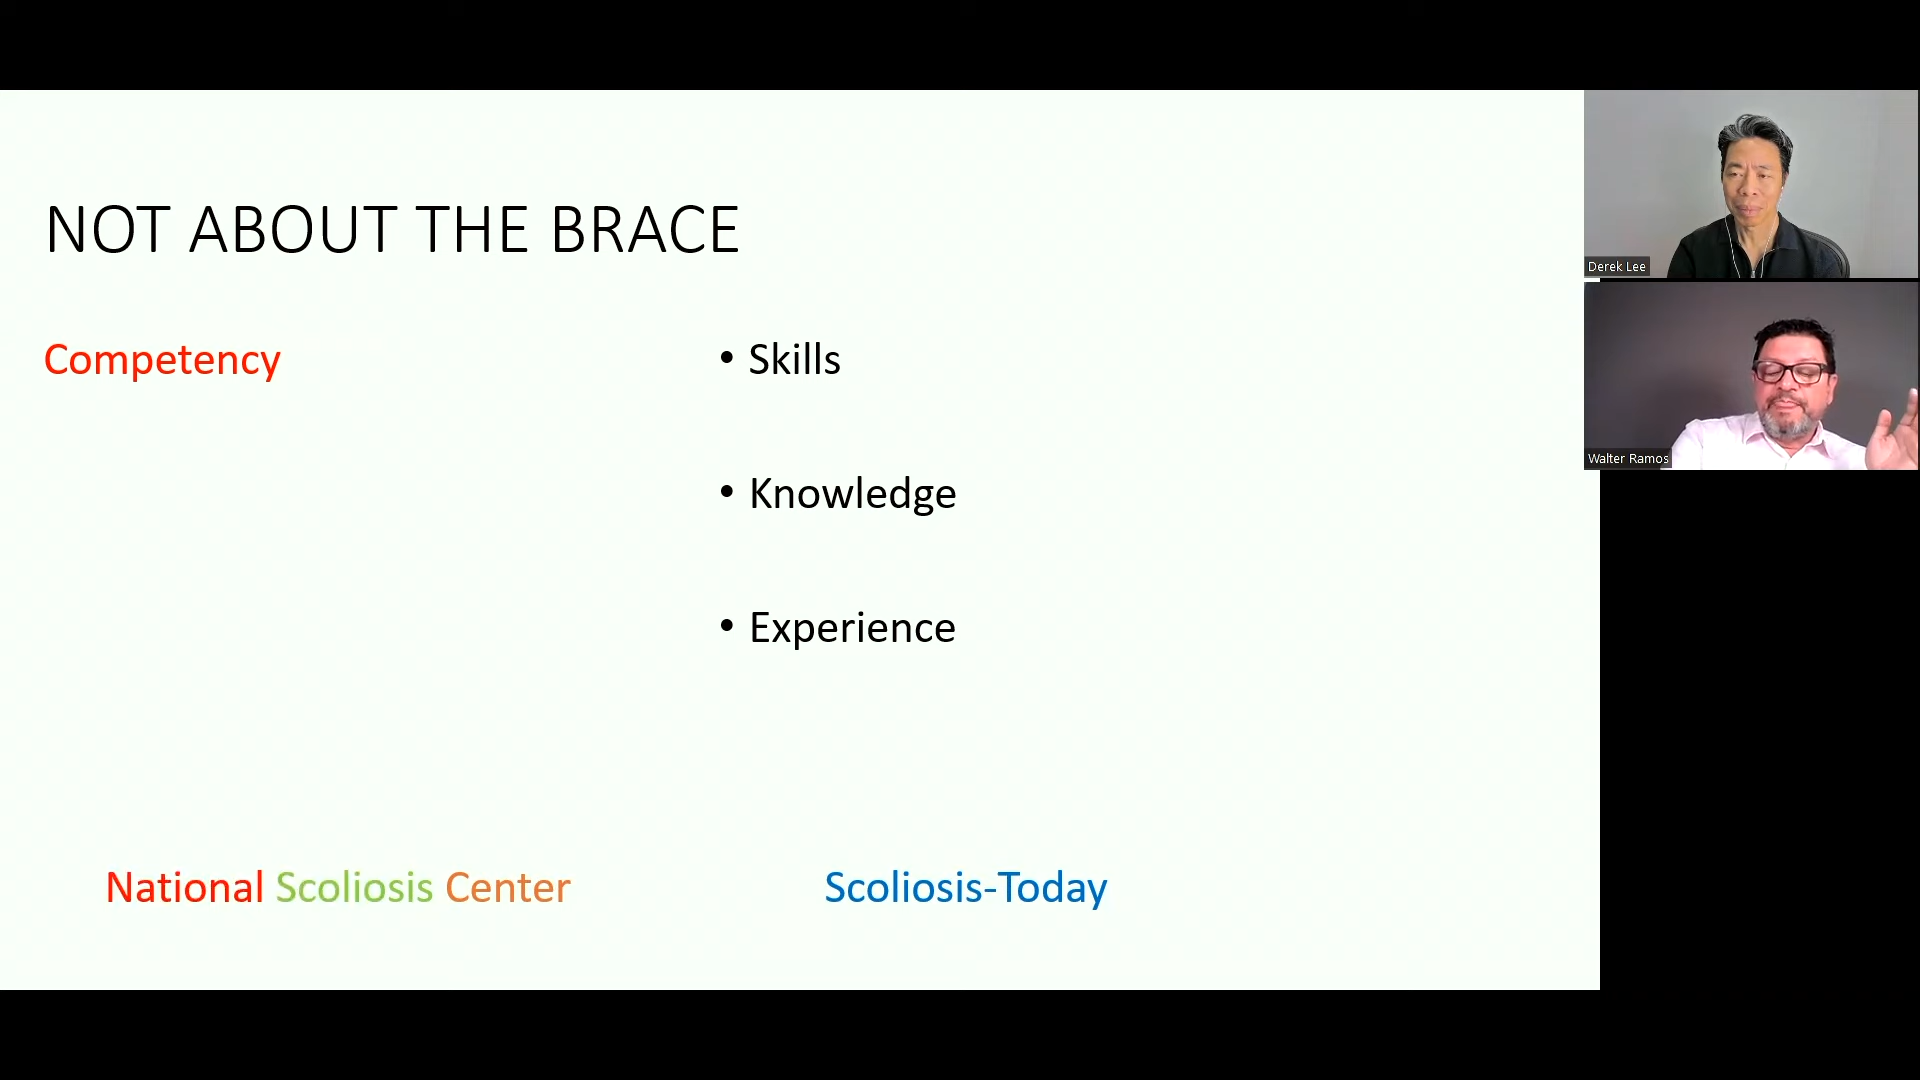 NOT ABOUT THE BRACE
Competency
• Skills
• Knowledge
• Experience
National Scoliosis Center
Scoliosis-Today
Derek Lee
Walter Ramos